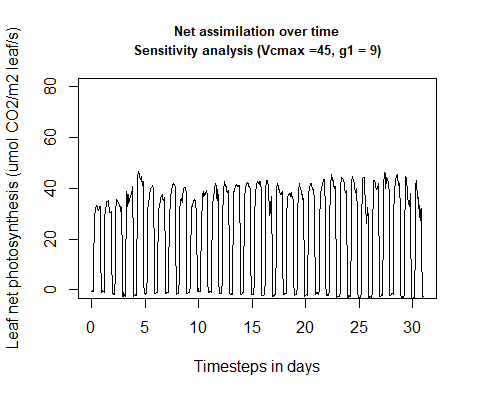 Net assimilation over time
Sensitivity analysis (Vcmax =45, g1 = 9)
Leaf net photosynthesis (umol CO2/m2 leaf/s)
80
60
40
20
0
0 5 10 15 20 25 30
Timesteps in days